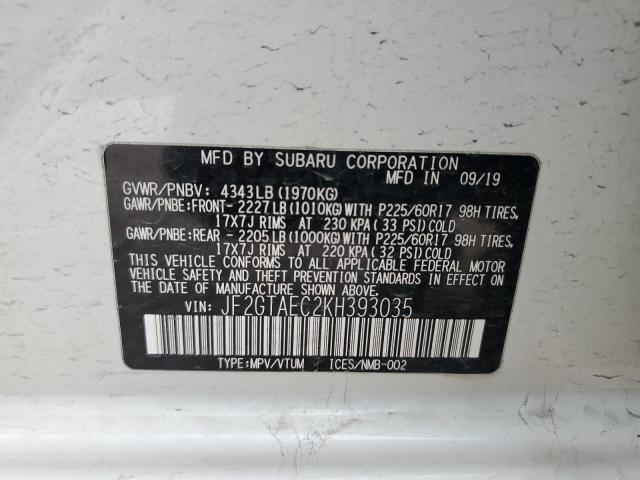 MFD BY SUBARU CORPORATION
MFD IN 09/19
GVWR/PNBV: 4343LB (1970KG)
GAWR/PNBE:FRONT- 2227LB (1010KG) WITH P225/60R17 98H TIRES,
17X7J RIMS AT 230 KPA (33 PSI) COLD
GAWR/PNBE:REAR - 2205LB (1000KG) WITH P225/60R17 98H TIRES,
17X7J RIMS AT 220 KPA (32 PSI) COLD
THIS VEHICLE CONFORMS TO ALL APPLICABLE FEDERAL MOTOR
VEHICLE SAFETY AND THEFT PREVENTION STANDARDS IN EFFECT ON
THE DATE OF MANUFACTURE SHOWN ABOVE.
VIN: JF2GTAEC2KH393035
TYPE:MPV/VTUM ICES/NMB-002